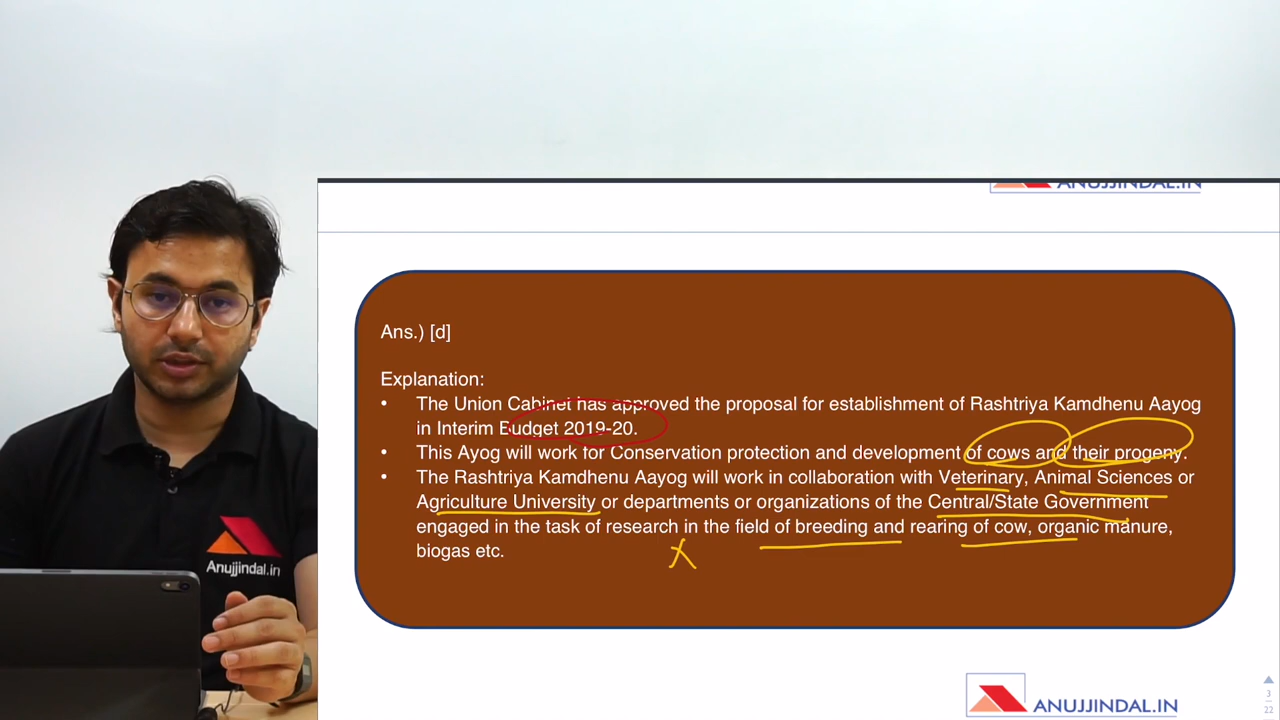 ANUJJINDAL.IN
Ans.) [d]
Explanation:
• The Union Cabinet has approved the proposal for establishment of Rashtriya Kamdhenu Aayog
in Interim Budget 2019-20.
• This Ayog will work for Conservation protection and development of cows and their progeny.
• The Rashtriya Kamdhenu Aayog will work in collaboration with Veterinary, Animal Sciences or
Agriculture University or departments or organizations of the Central/State Government
engaged in the task of research in the field of breeding and rearing of cow, organic manure,
biogas etc.
X
Anujjindal.in
ANUJJINDAL.IN
3
22